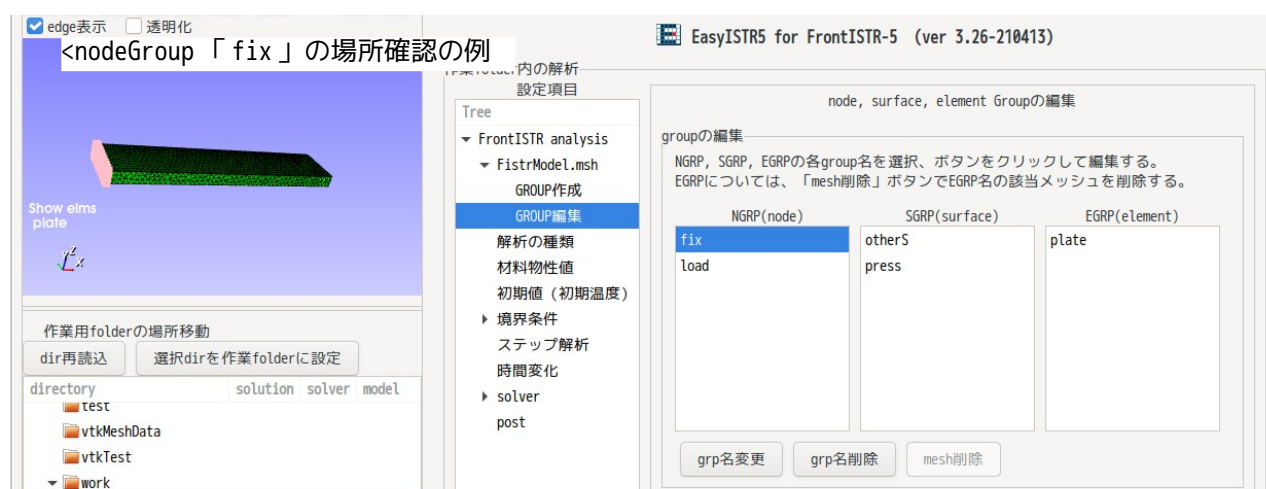 edge表示 透明化
<nodeGroup「fix」の場所確認の例
Show elms
plate
z
x
作業用folderの場所移動
dir再読込 選択dirを作業folderに設定
directory solution solver model
test
vtkMeshData
vtkTest
work
EasyISTR5 for FrontISTR-5 (ver 3.26-210413)
作業folder内の解析
設定項目
Tree
FrontISTR analysis
FistrModel.msh
GROUP作成
GROUP編集
解析の種類
材料物性値
初期値(初期温度)
境界条件
ステップ解析
時間変化
solver
post
node, surface, element Groupの編集
groupの編集
NGRP, SGRP, EGRPの各group名を選択、ボタンをクリックして編集する。
EGRPについては、「mesh削除」ボタンでEGRP名の該当メッシュを削除する。
NGRP(node) SGRP(surface) EGRP(element)
fix otherS plate
load press
grp名変更 grp名削除 mesh削除